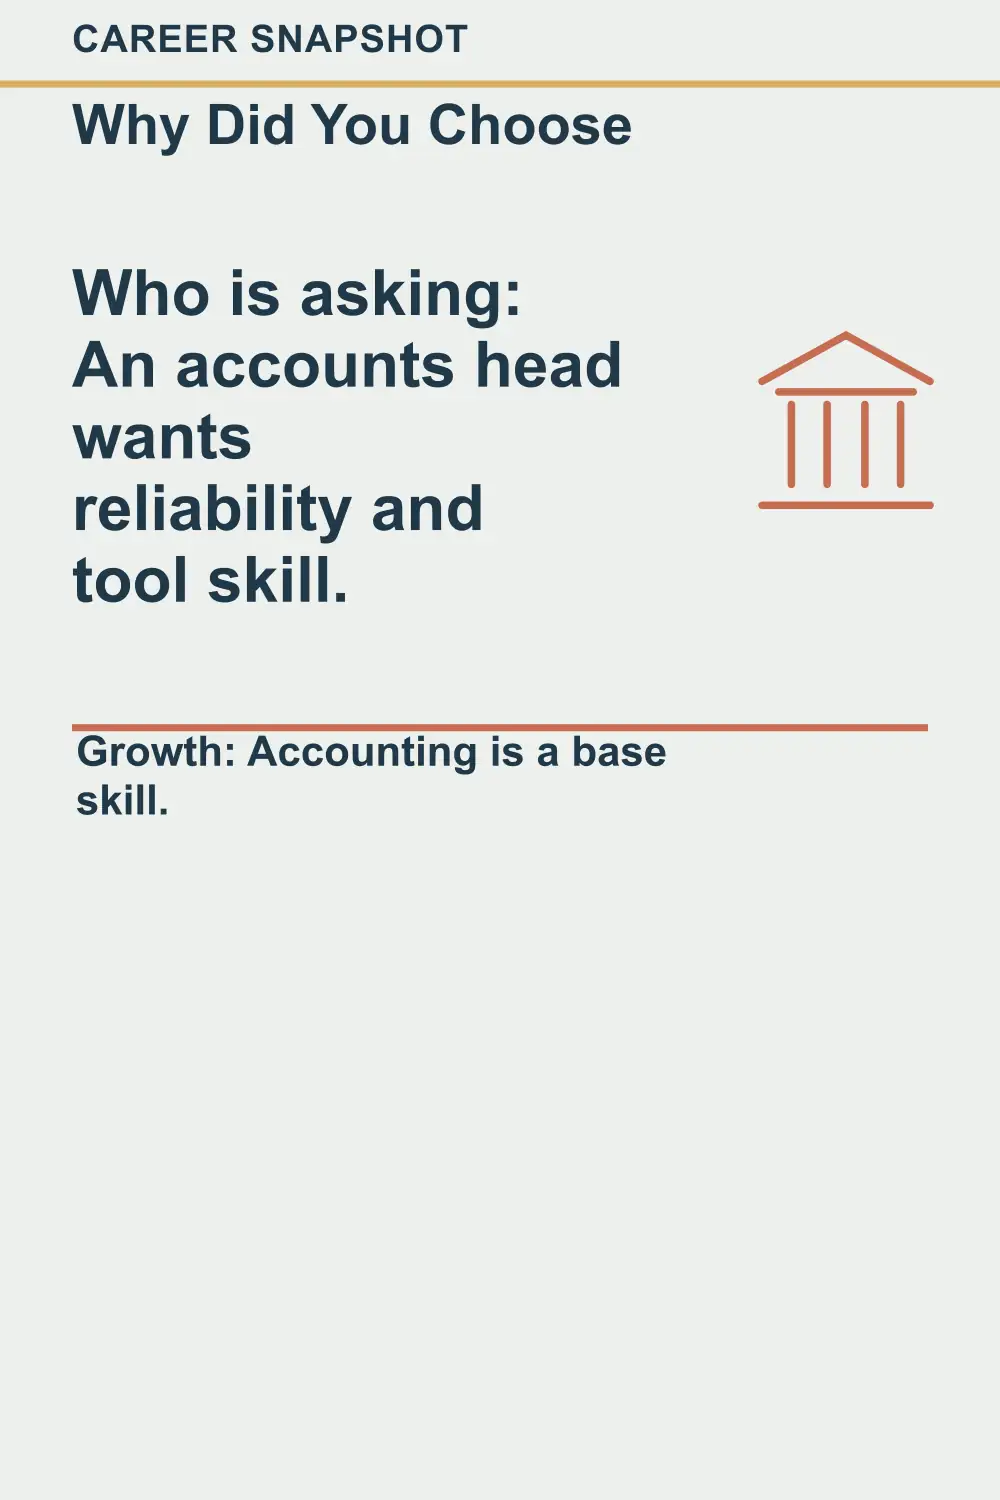 CAREER SNAPSHOT
Why Did You Choose
Who is asking:
An accounts head
wants
reliability and
tool skill.
Growth: Accounting is a base
skill.